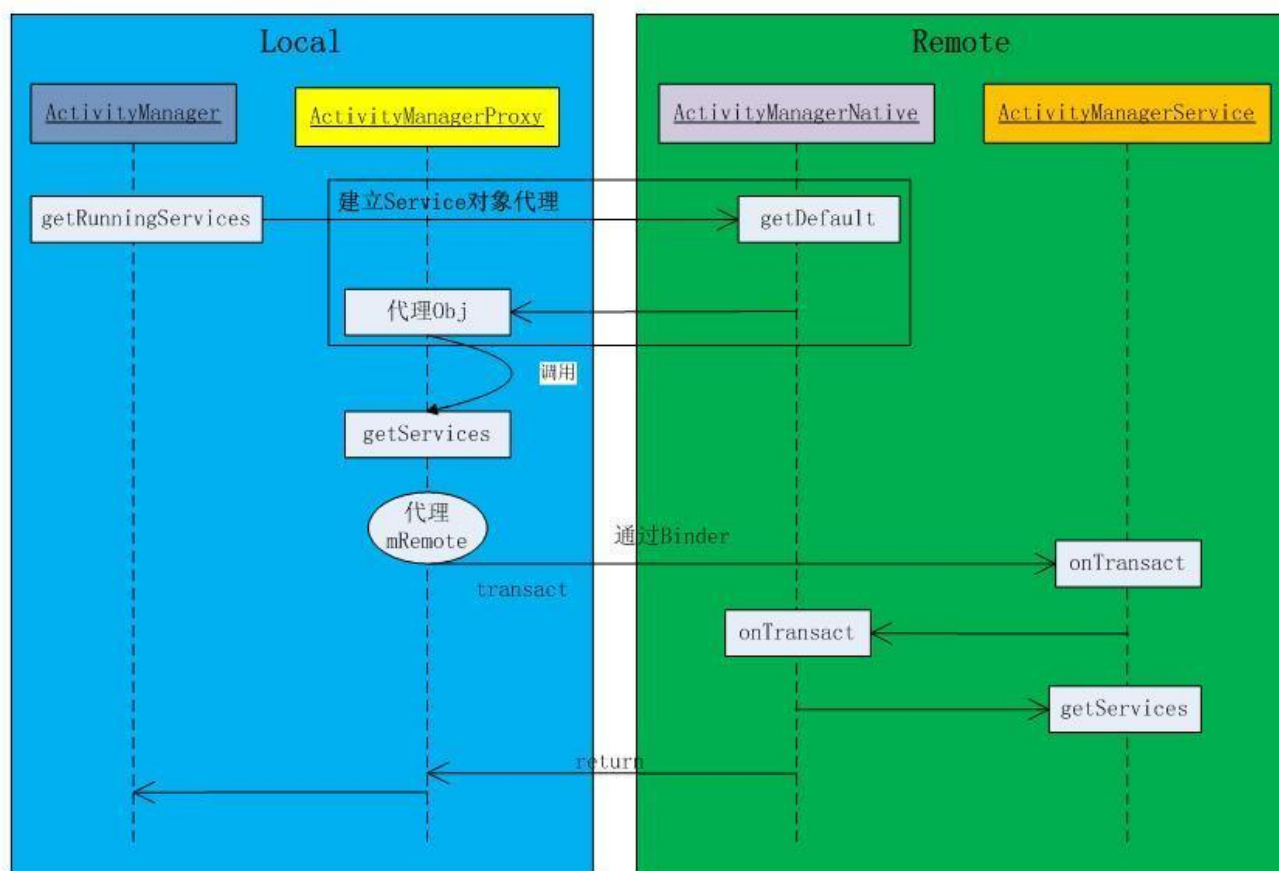 Local
Remote
ActivityManager
ActivityManagerProxy
ActivityManagerNative
ActivityManagerService
建立Service对象代理
getRunningServices
getDefault
代理Obj
调用
getServices
代理
mRemote
通过Binder
transact
onTransact
onTransact
getServices
return